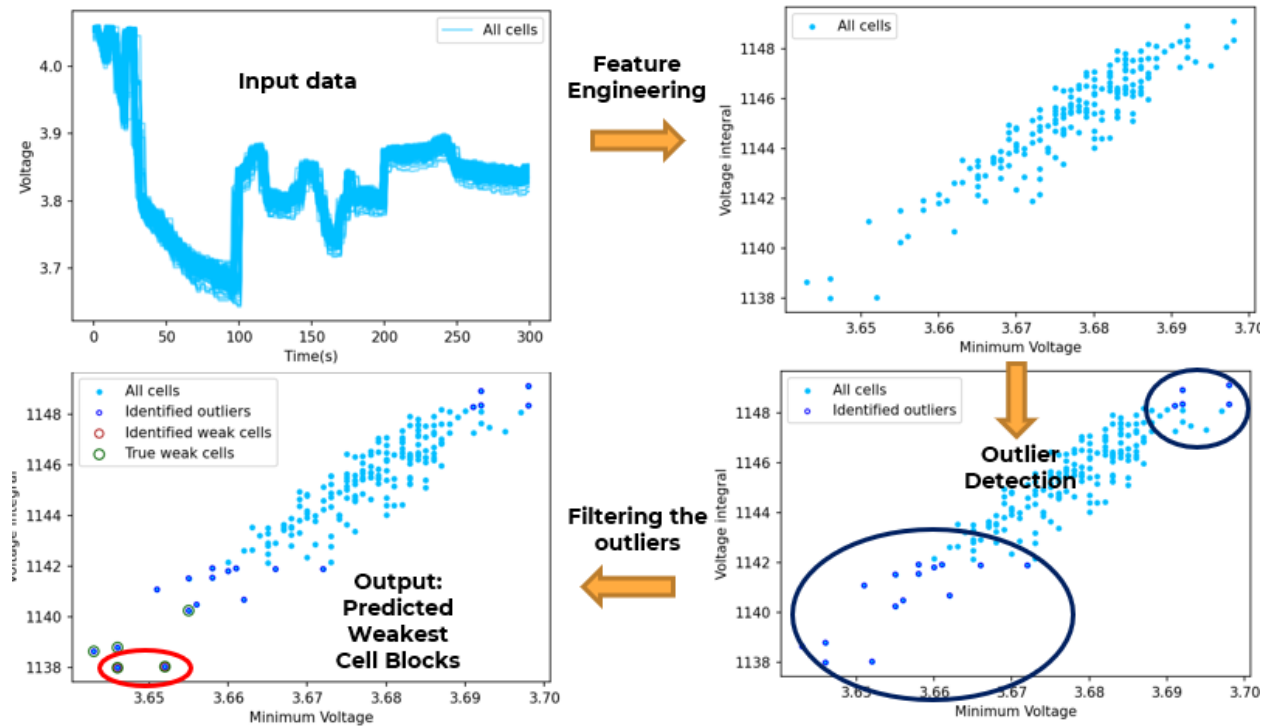 All cells
Input data
4.0
3.9
3.8
3.7
Voltage
0 50 100 150 200 250 300
Time(s)
Feature
Engineering
All cells
1148
1146
1144
1142
1140
1138
Voltage integral
3.65 3.66 3.67 3.68 3.69 3.70
Minimum Voltage
All cells
Identified outliers
Identified weak cells
True weak cells
1148
1146
1144
1142
1140
1138
3.66 3.67 3.68 3.69 3.70
Minimum Voltage
Output:
Predicted
Weakest
Cell Blocks
Filtering the
outliers
All cells
Identified outliers
Outlier
Detection
1148
1146
1144
1142
1140
1138
Voltage integral
3.65 3.66 3.67 3.68 3.69 3.70
Minimum Voltage